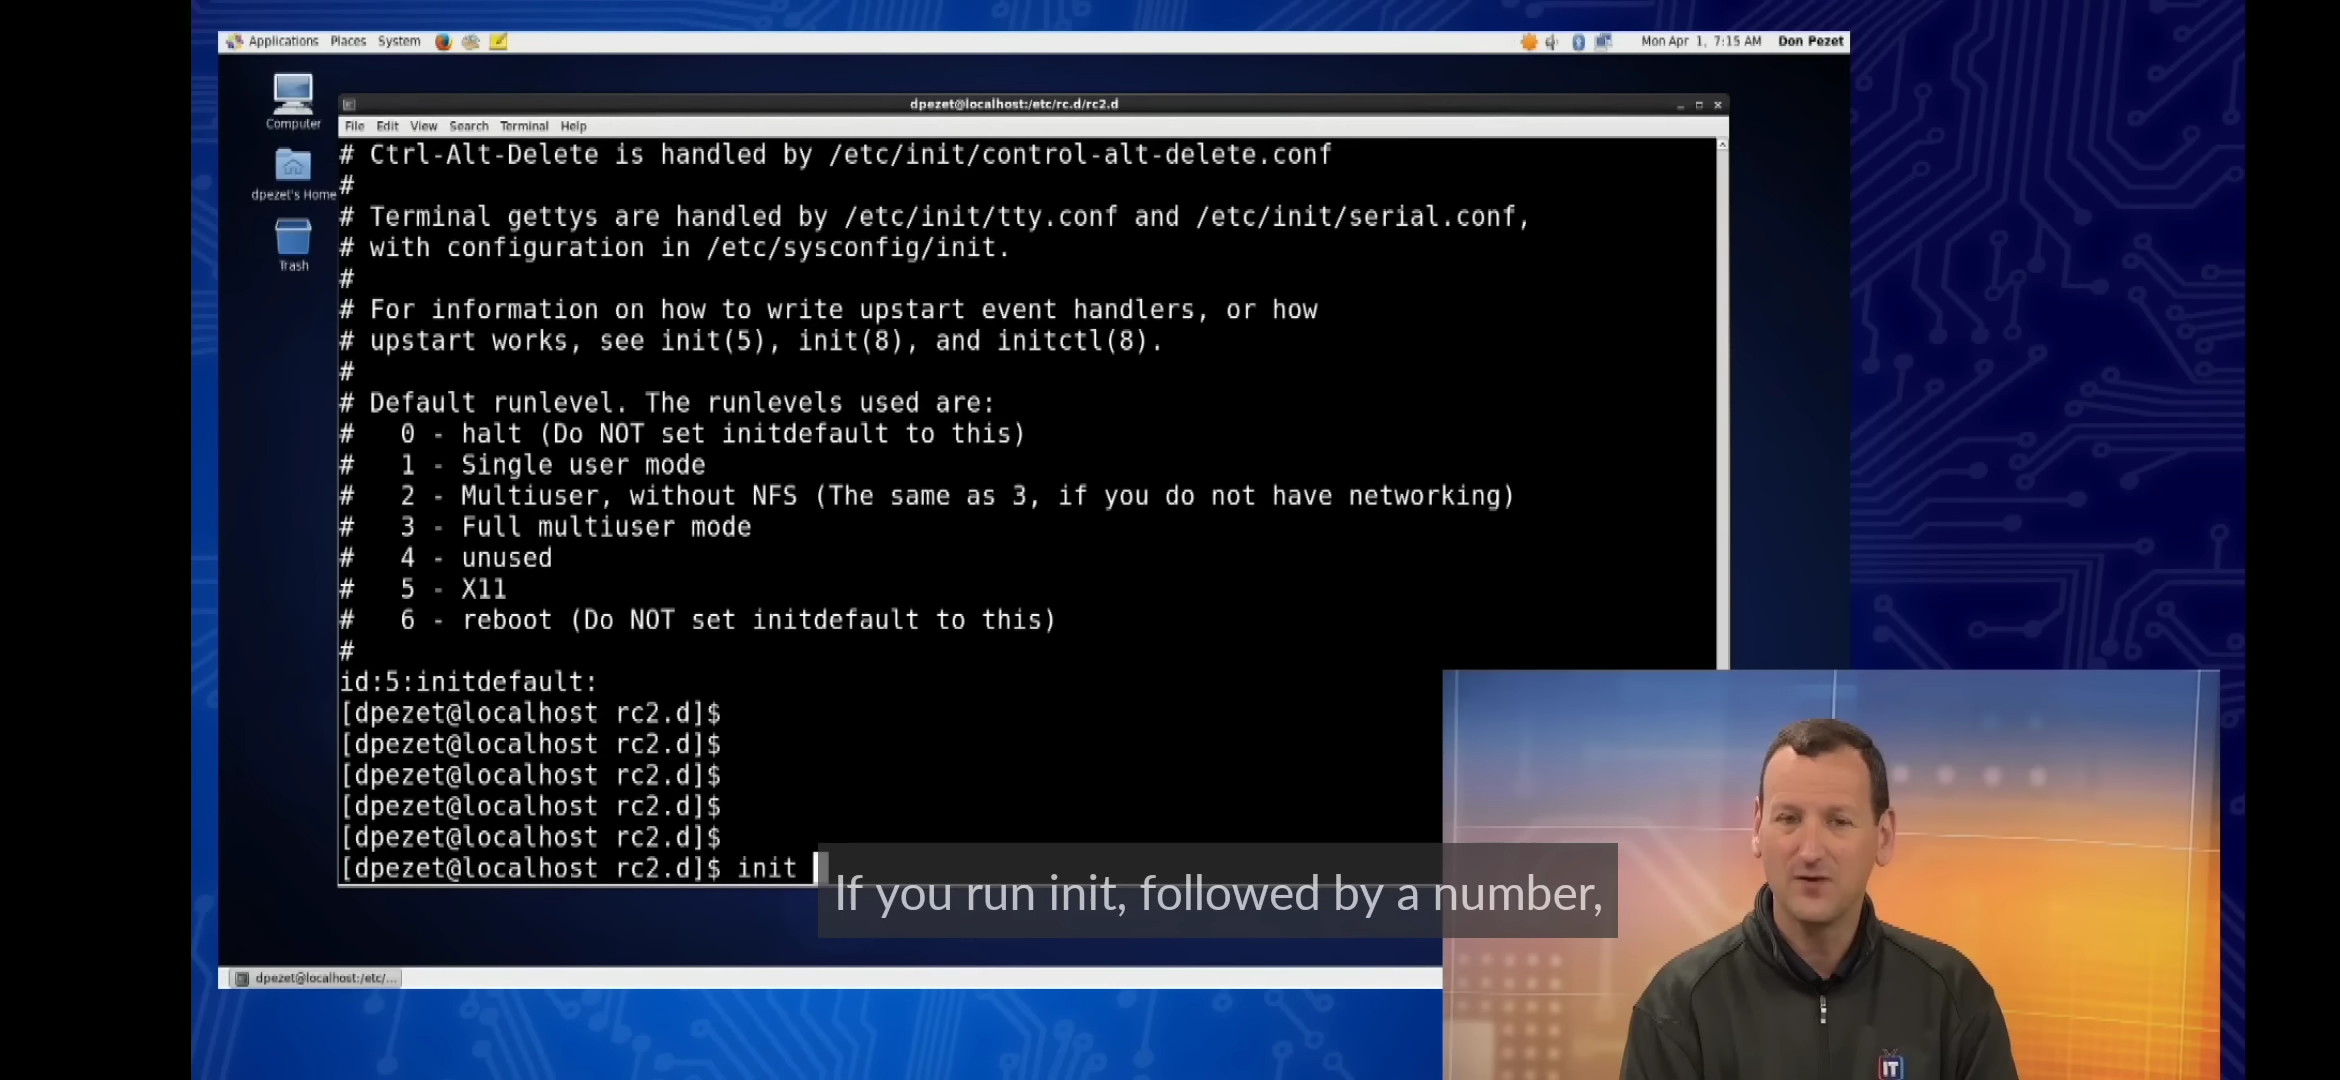 Applications Places System
Mon Apr 1, 7:15 AM Don Pezet
Computer
dpezet's Home
Trash
dpezet@localhost:/etc/rc.d/rc2.d
File Edit View Search Terminal Help
# Ctrl-Alt-Delete is handled by /etc/init/control-alt-delete.conf
#
# Terminal gettys are handled by /etc/init/tty.conf and /etc/init/serial.conf,
# with configuration in /etc/sysconfig/init.
#
# For information on how to write upstart event handlers, or how
# upstart works, see init(5), init(8), and initctl(8).
#
# Default runlevel. The runlevels used are:
#   0 - halt (Do NOT set initdefault to this)
#   1 - Single user mode
#   2 - Multiuser, without NFS (The same as 3, if you do not have networking)
#   3 - Full multiuser mode
#   4 - unused
#   5 - X11
#   6 - reboot (Do NOT set initdefault to this)
#
id:5:initdefault:
[dpezet@localhost rc2.d]$
[dpezet@localhost rc2.d]$
[dpezet@localhost rc2.d]$
[dpezet@localhost rc2.d]$
[dpezet@localhost rc2.d]$
[dpezet@localhost rc2.d]$ init
If you run init, followed by a number,
dpezet@localhost:/etc/...
IT